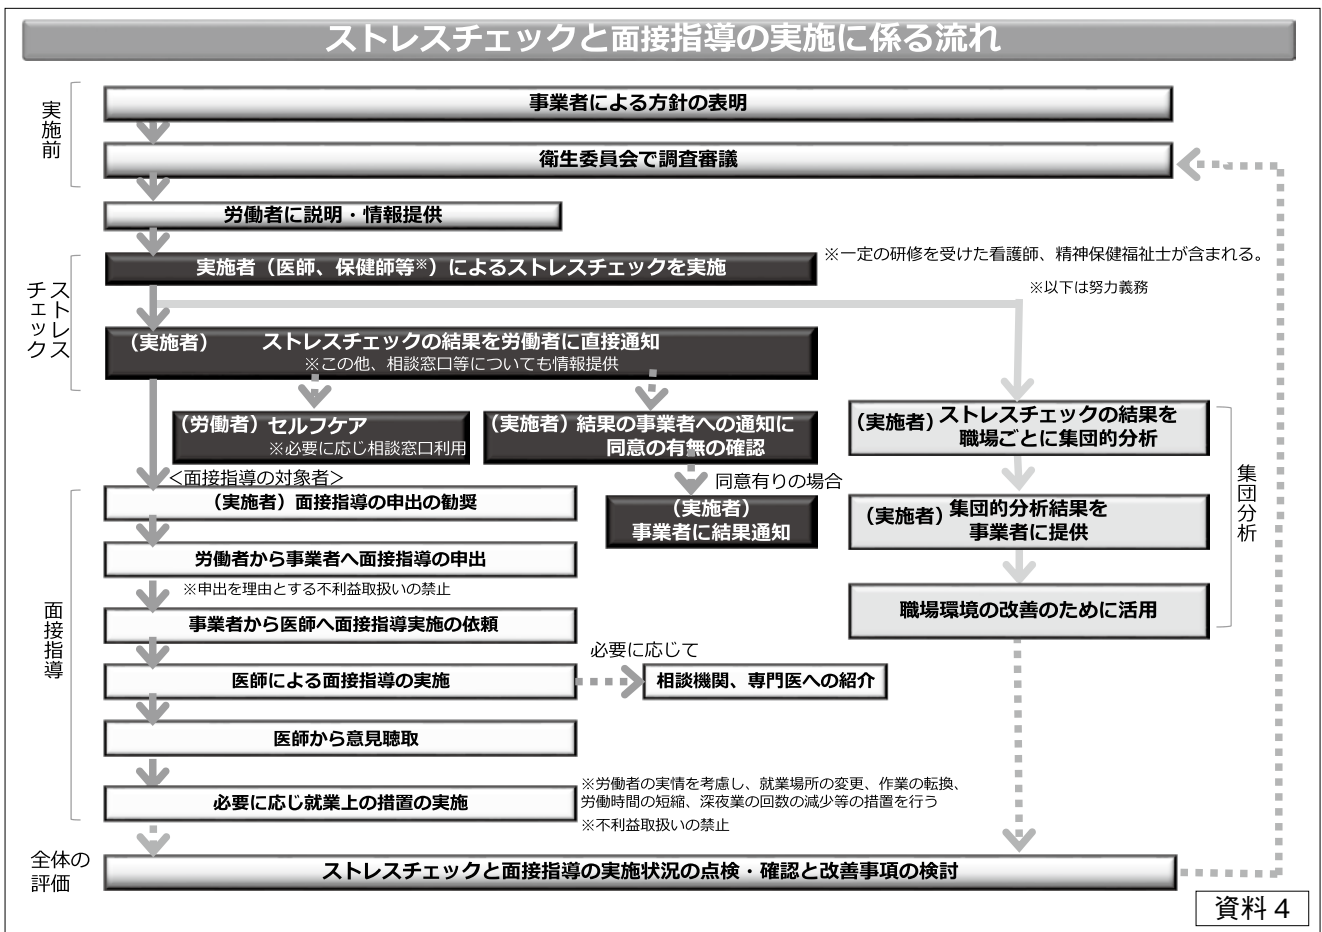 ストレスチェックと面接指導の実施に係る流れ
実施前
事業者による方針の表明
衛生委員会で調査審議
労働者に説明・情報提供
ストレス
チェック
実施者（医師、保健師等※）によるストレスチェックを実施
※一定の研修を受けた看護師、精神保健福祉士が含まれる。
※以下は努力義務
（実施者） ストレスチェックの結果を労働者に直接通知
※この他、相談窓口等についても情報提供
（労働者）セルフケア
※必要に応じ相談窓口利用
（実施者）結果の事業者への通知に
同意の有無の確認
同意有りの場合
（実施者）
事業者に結果通知
集団分析
（実施者）ストレスチェックの結果を
職場ごとに集団的分析
（実施者）集団的分析結果を
事業者に提供
職場環境の改善のために活用
面接指導
＜面接指導の対象者＞
（実施者）面接指導の申出の勧奨
労働者から事業者へ面接指導の申出
※申出を理由とする不利益取扱いの禁止
事業者から医師へ面接指導実施の依頼
医師による面接指導の実施
必要に応じて
相談機関、専門医への紹介
医師から意見聴取
必要に応じ就業上の措置の実施
※労働者の実情を考慮し、就業場所の変更、作業の転換、
労働時間の短縮、深夜業の回数の減少等の措置を行う
※不利益取扱いの禁止
全体の
評価
ストレスチェックと面接指導の実施状況の点検・確認と改善事項の検討
資料４